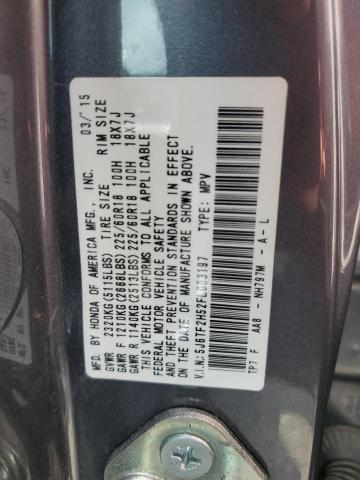 MFD. BY HONDA OF AMERICA MFG., INC. 03/'15
GVWR 2320KG(5115LBS) TIRE SIZE RIM SIZE
GAWR F 1210KG(2668LBS) 225/60R18 100H 18X7J
GAWR R 1140KG(2513LBS) 225/60R18 100H 18X7J
THIS VEHICLE CONFORMS TO ALL APPLICABLE
FEDERAL MOTOR VEHICLE SAFETY
AND THEFT PREVENTION STANDARDS IN EFFECT
ON THE DATE OF MANUFACTURE SHOWN ABOVE.
V.I.N.: TYPE: MPV
TP7 F AA8 - NH797M - A - L